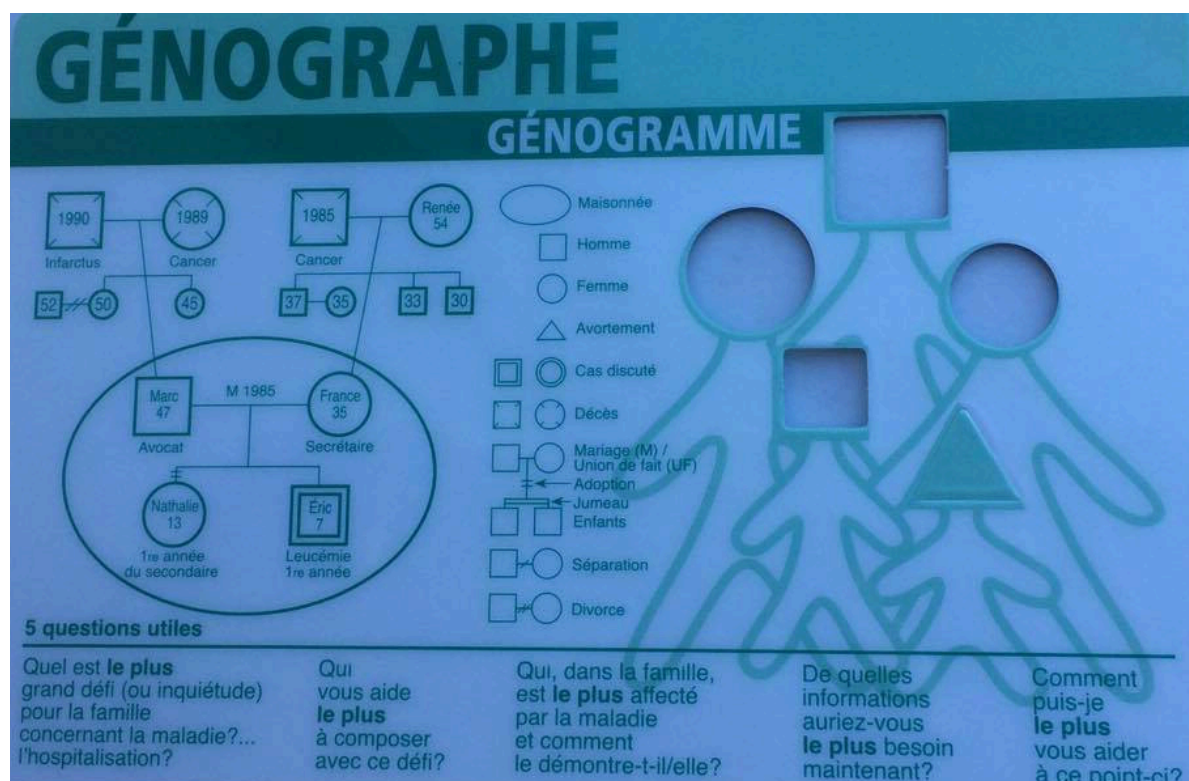 GÉNOGRAPHE
GÉNOGRAMME
1990
1989
1985
Renée
54
Infarctus
Cancer
Cancer
52
50
45
37
35
33
30
Marc
47
M 1985
France
35
Avocat
Secrétaire
Nathalie
13
Éric
7
1re année
du secondaire
Leucémie
1re année
Maisonnée
Homme
Femme
Avortement
Cas discuté
Décès
Mariage (M) /
Union de fait (UF)
Adoption
Jumeau
Enfants
Séparation
Divorce
5 questions utiles
Quel est le plus
grand défi (ou inquiétude)
pour la famille
concernant la maladie?...
l'hospitalisation?
Qui
vous aide
le plus
à composer
avec ce défi?
Qui, dans la famille,
est le plus affecté
par la maladie
et comment
le démontre-t-il/elle?
De quelles
informations
auriez-vous
le plus besoin
maintenant?
Comment
puis-je
le plus
vous aider
à ce point-ci?